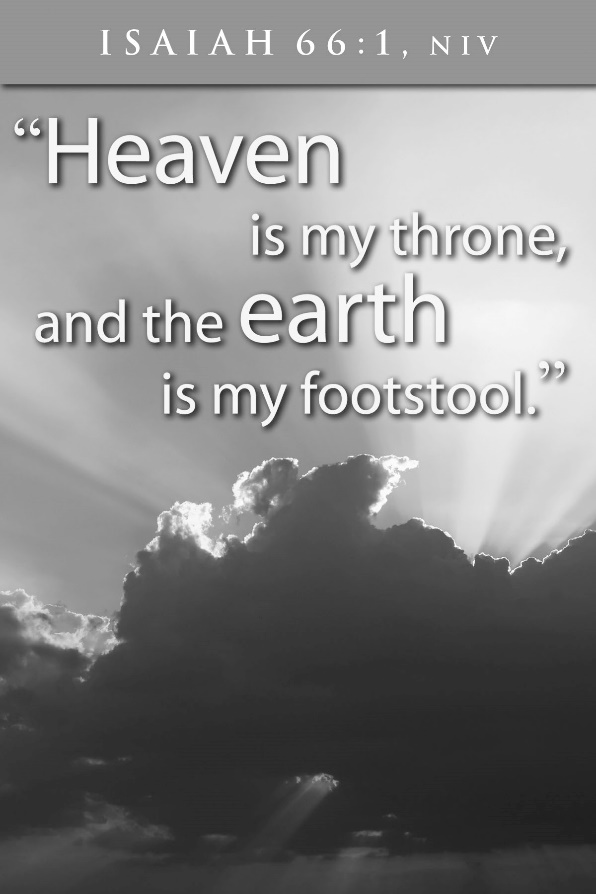 ISAIAH 66:1, NIV
“Heaven
is my throne,
and the earth
is my footstool.”